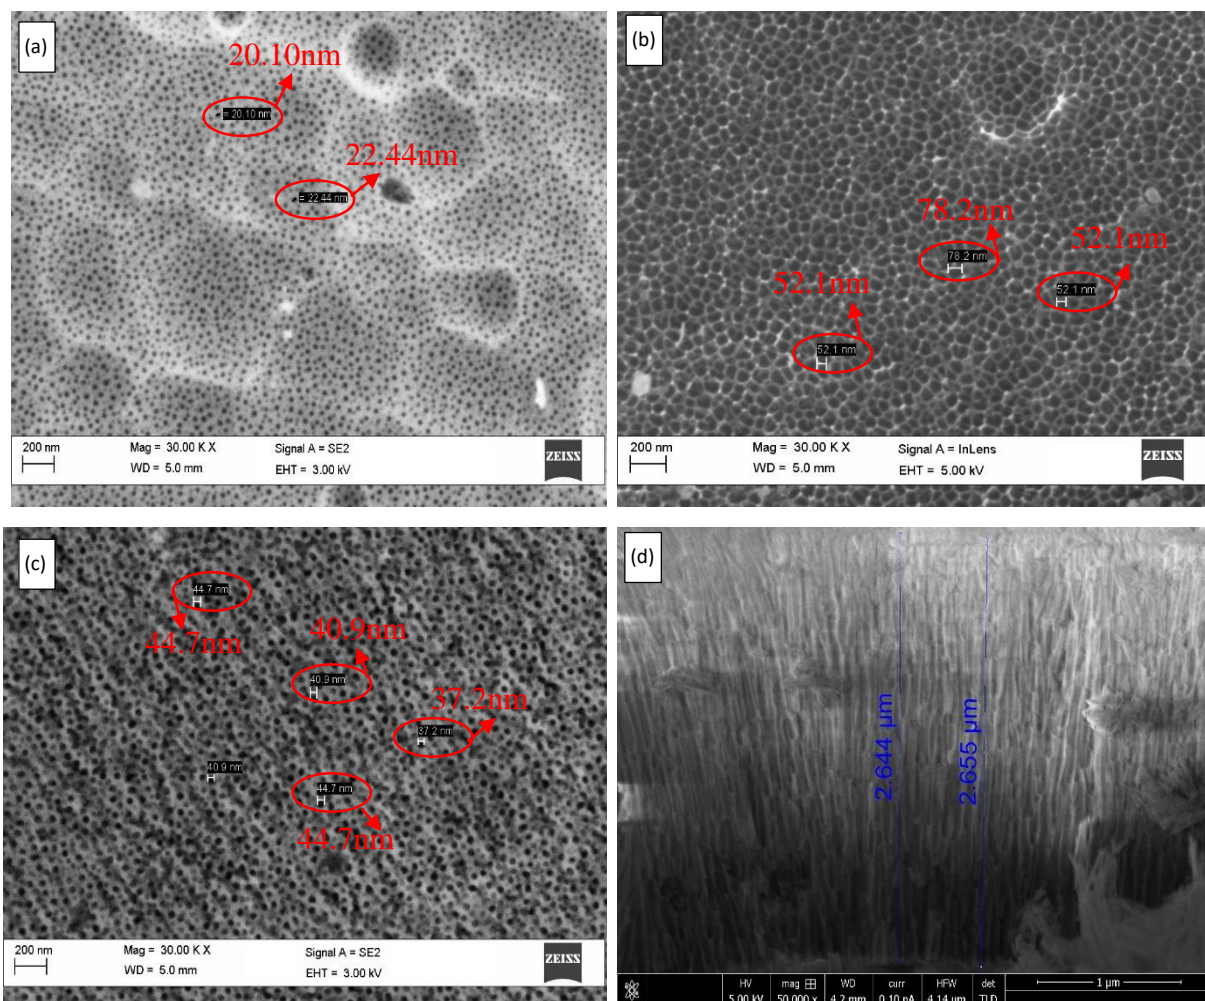 (a)
20.10nm
= 20.10 nm
22.44nm
= 22.44 nm
200 nm
Mag = 30.00 K X
Signal A = SE2
WD = 5.0 mm
EHT = 3.00 kV
ZEISS
(b)
78.2nm
52.1nm
78.2 nm
52.1nm
52.1 nm
52.1 nm
200 nm
Mag = 30.00 K X
Signal A = InLens
WD = 5.0 mm
EHT = 5.00 kV
ZEISS
(c)
44.7 nm
44.7nm
40.9nm
40.9 nm
37.2nm
37.2 nm
40.9 nm
44.7 nm
44.7nm
200 nm
Mag = 30.00 K X
Signal A = SE2
WD = 5.0 mm
EHT = 3.00 kV
ZEISS
(d)
2.644 µm
2.655 µm
HV mag WD curr HFW det 1 µm
5.00 kV 50 000 x 4.2 mm 0.10 nA 4.14 µm TLD